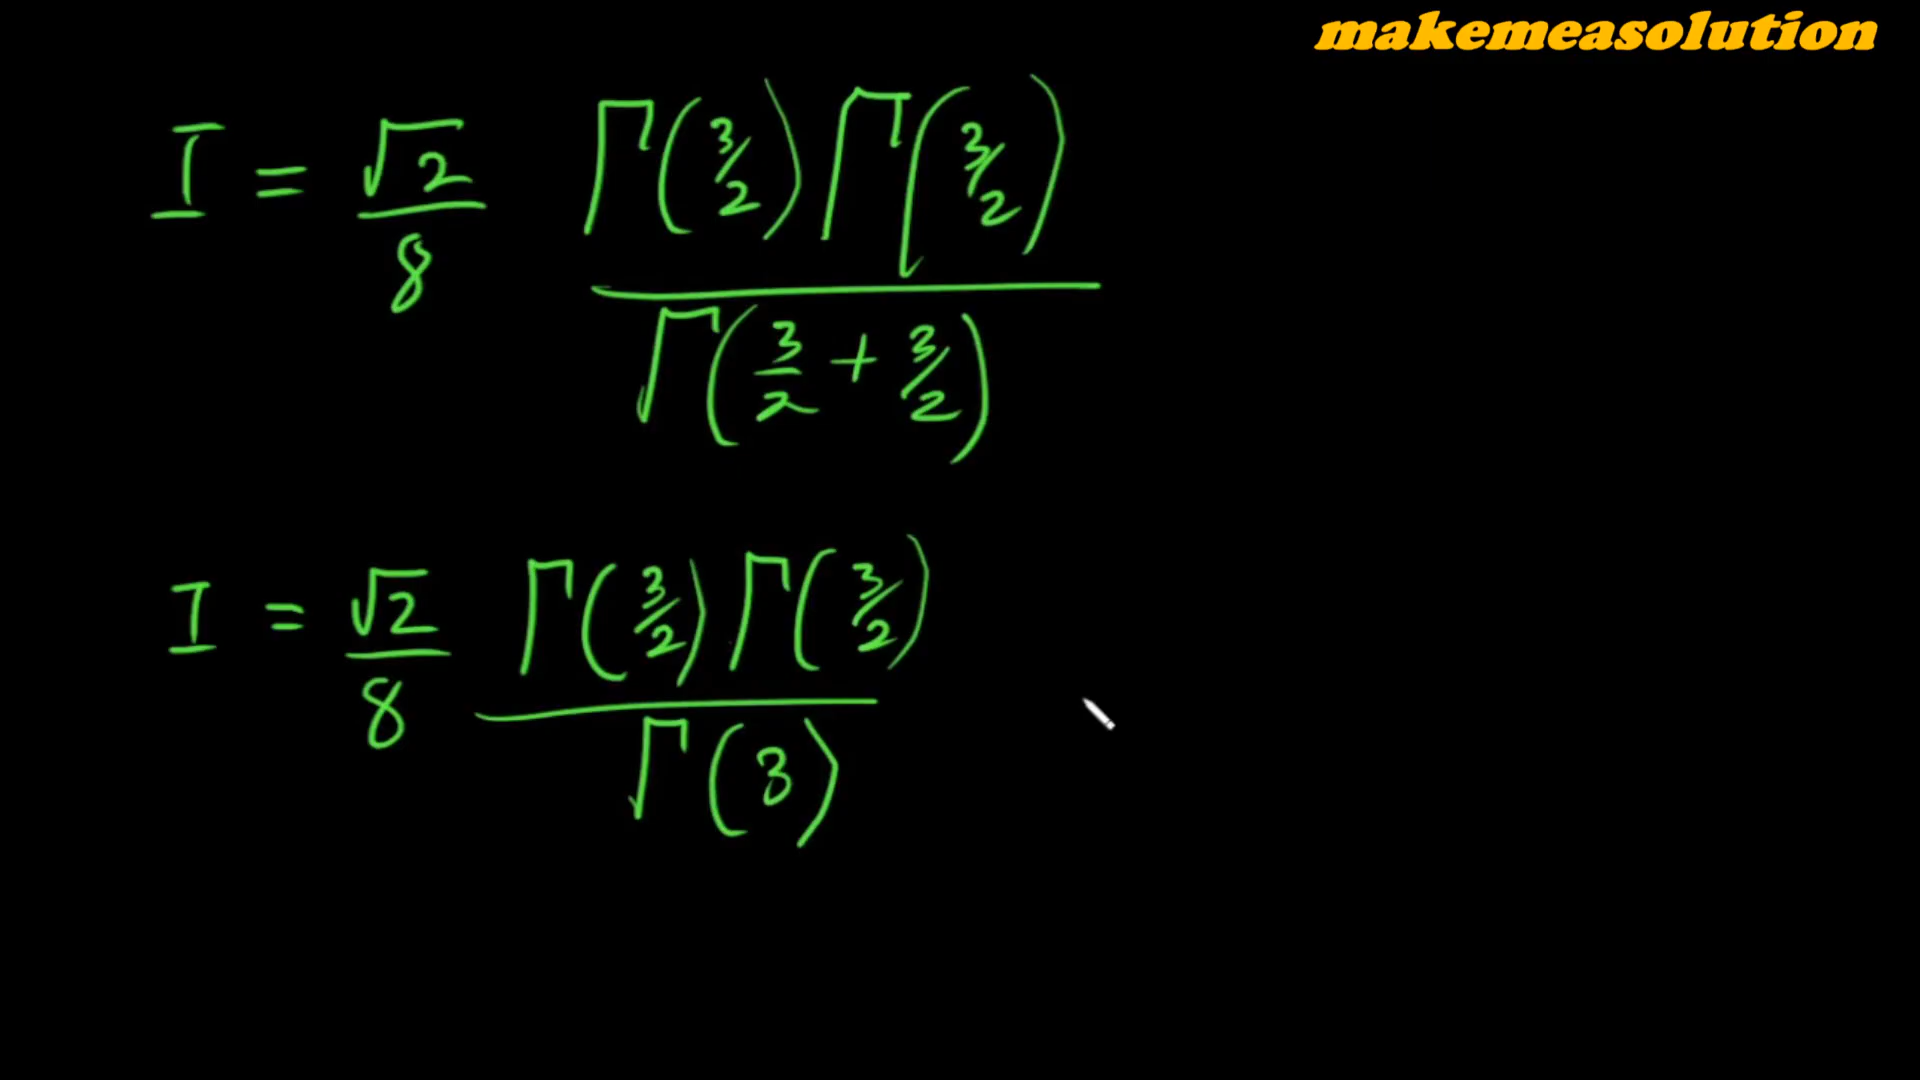 makemeasolution
I = √2/8 Γ(3/2) Γ(3/2) / Γ(3/2 + 3/2)
I = √2/8 Γ(3/2) Γ(3/2) / Γ(3)